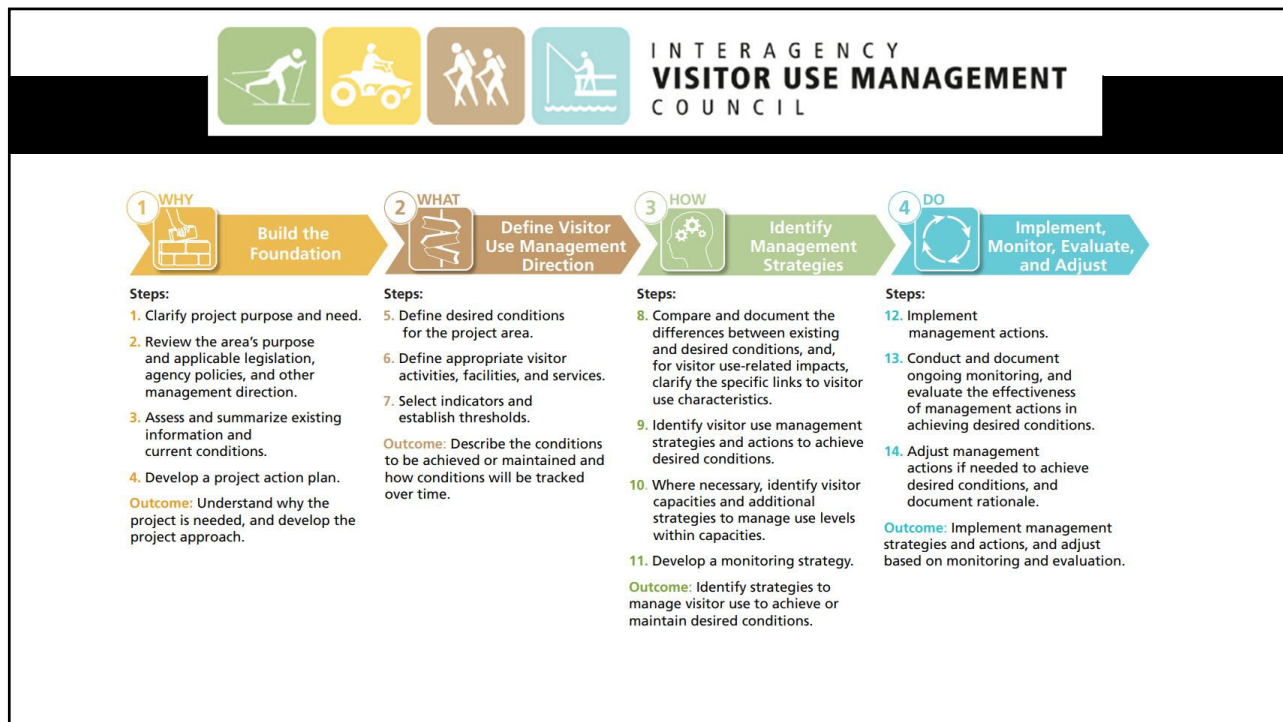 INTERAGENCY
VISITOR USE MANAGEMENT
COUNCIL
1
WHY
Build the
Foundation
Steps:
1. Clarify project purpose and need.
2. Review the area's purpose
and applicable legislation,
agency policies, and other
management direction.
3. Assess and summarize existing
information and
current conditions.
4. Develop a project action plan.
Outcome: Understand why the
project is needed, and develop the
project approach.
2
WHAT
Define Visitor
Use Management
Direction
Steps:
5. Define desired conditions
for the project area.
6. Define appropriate visitor
activities, facilities, and services.
7. Select indicators and
establish thresholds.
Outcome: Describe the conditions
to be achieved or maintained and
how conditions will be tracked
over time.
3
HOW
Identify
Management
Strategies
Steps:
8. Compare and document the
differences between existing
and desired conditions, and,
for visitor use-related impacts,
clarify the specific links to visitor
use characteristics.
9. Identify visitor use management
strategies and actions to achieve
desired conditions.
10. Where necessary, identify visitor
capacities and additional
strategies to manage use levels
within capacities.
11. Develop a monitoring strategy.
Outcome: Identify strategies to
manage visitor use to achieve or
maintain desired conditions.
4
DO
Implement,
Monitor, Evaluate,
and Adjust
Steps:
12. Implement
management actions.
13. Conduct and document
ongoing monitoring, and
evaluate the effectiveness
of management actions in
achieving desired conditions.
14. Adjust management
actions if needed to achieve
desired conditions, and
document rationale.
Outcome: Implement management
strategies and actions, and adjust
based on monitoring and evaluation.